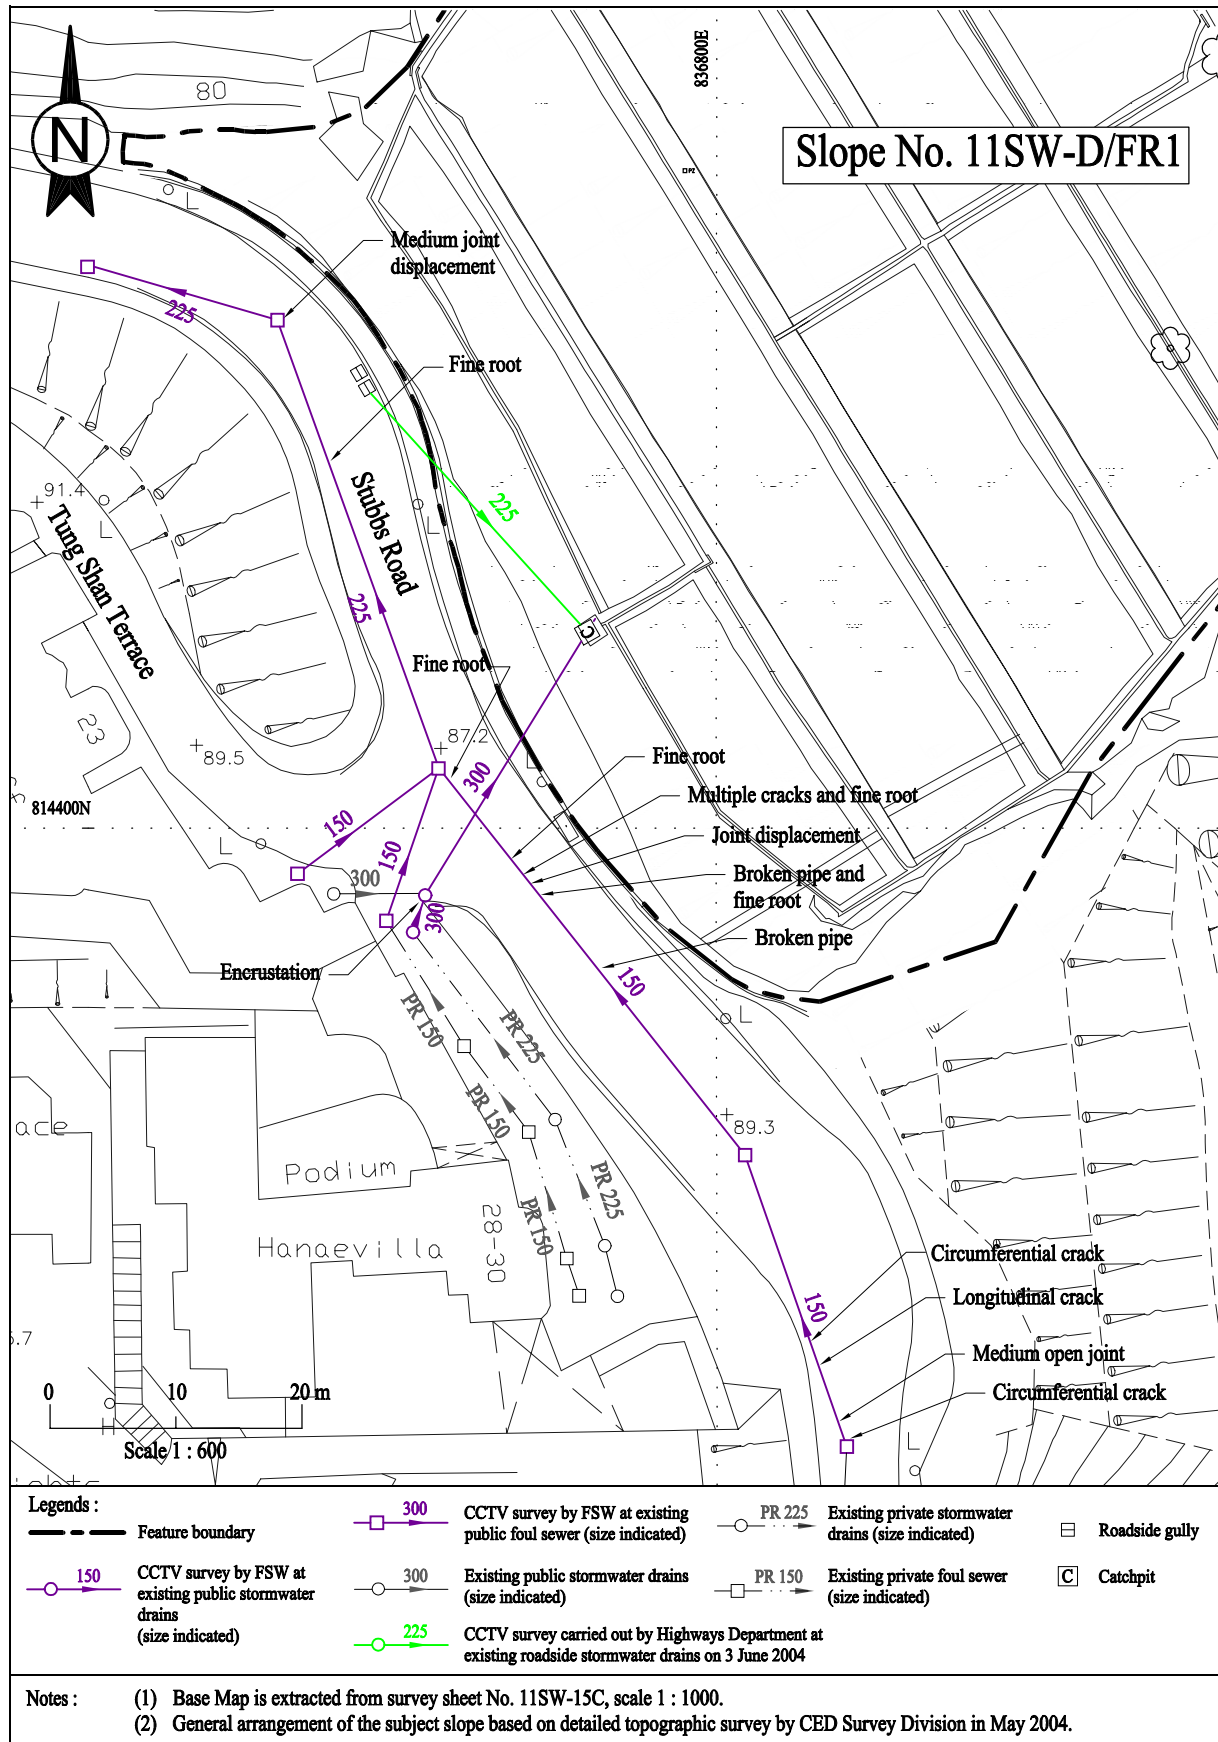 836800E
80
N
Slope No. 11SW-D/FR1
L
Medium joint
displacement
225
Fine root
91.4
L
Stubbs Road
225
L
Tung Shan Terrace
225
C
Fine root
23
87.2
89.5
Fine root
300
Multiple cracks and fine root
814400N
150
Joint displacement
L
150
Broken pipe and
fine root
300
300
Broken pipe
Encrustation
150
PR 150
PR 225
L
PR 150
89.3
ace
Podium
PR 225
PR 150
28-30
Hanaevilla
Circumferential crack
Longitudinal crack
150
Medium open joint
Circumferential crack
.7
0 10 20 m
H
Scale 1 : 600
L
Legends :
Feature boundary
300
CCTV survey by FSW at existing
public foul sewer (size indicated)
PR 225
Existing private stormwater
drains (size indicated)
Roadside gully
150
CCTV survey by FSW at
existing public stormwater
drains
(size indicated)
300
Existing public stormwater drains
(size indicated)
PR 150
Existing private foul sewer
(size indicated)
C
Catchpit
225
CCTV survey carried out by Highways Department at
existing roadside stormwater drains on 3 June 2004
Notes :
(1) Base Map is extracted from survey sheet No. 11SW-15C, scale 1 : 1000.
(2) General arrangement of the subject slope based on detailed topographic survey by CED Survey Division in May 2004.